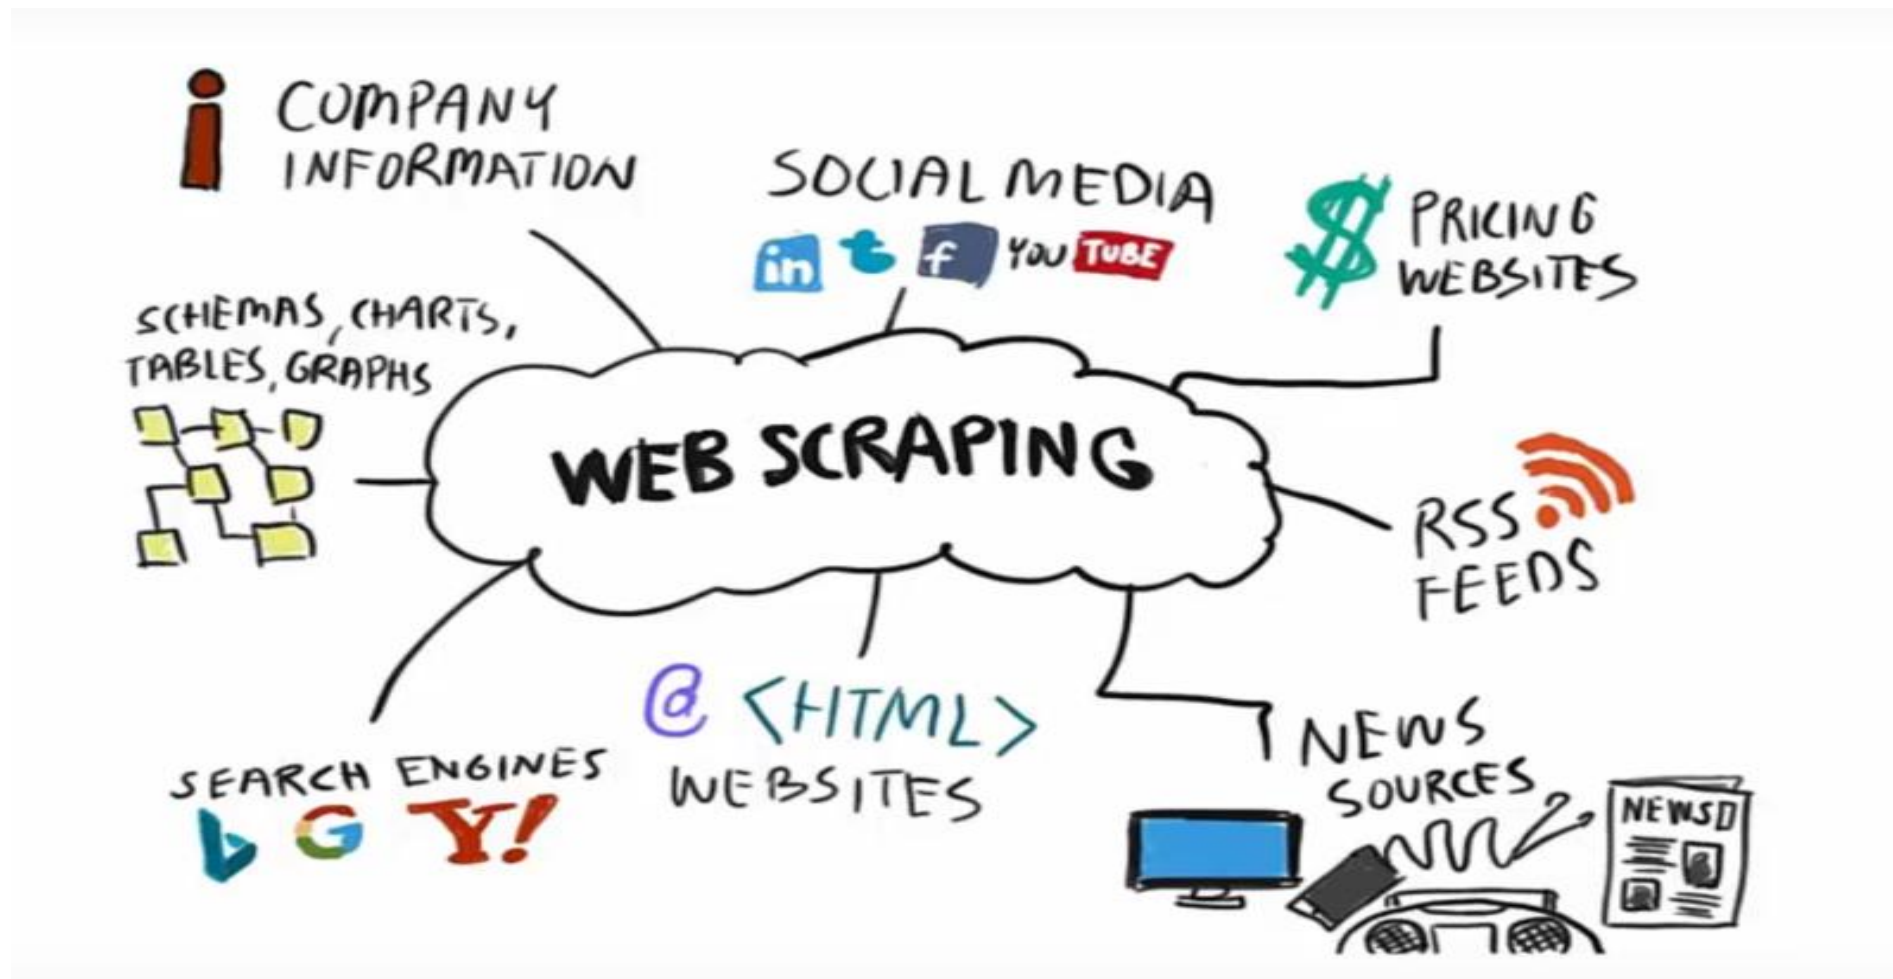 COMPANY
INFORMATION
SOCIAL MEDIA
in t f YOU TUBE
PRICING
WEBSITES
SCHEMAS, CHARTS,
TABLES, GRAPHS
WEB SCRAPING
RSS
FEEDS
SEARCH ENGINES
b G Y!
@ <HTML>
WEBSITES
NEWS
SOURCES
NEWS